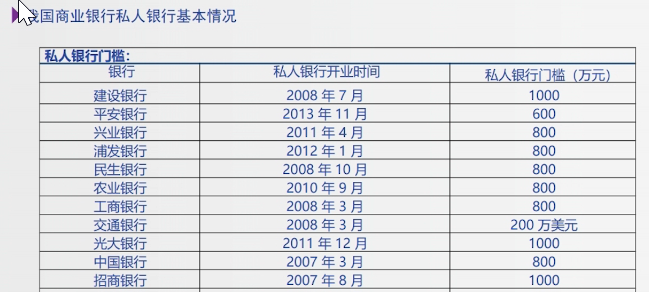 我国商业银行私人银行基本情况
私人银行门槛：
银行 私人银行开业时间 私人银行门槛（万元）
建设银行 2008 年 7 月 1000
平安银行 2013 年 11 月 600
兴业银行 2011 年 4 月 800
浦发银行 2012 年 1 月 800
民生银行 2008 年 10 月 800
农业银行 2010 年 9 月 800
工商银行 2008 年 3 月 800
交通银行 2008 年 3 月 200 万美元
光大银行 2011 年 12 月 1000
中国银行 2007 年 3 月 800
招商银行 2007 年 8 月 1000